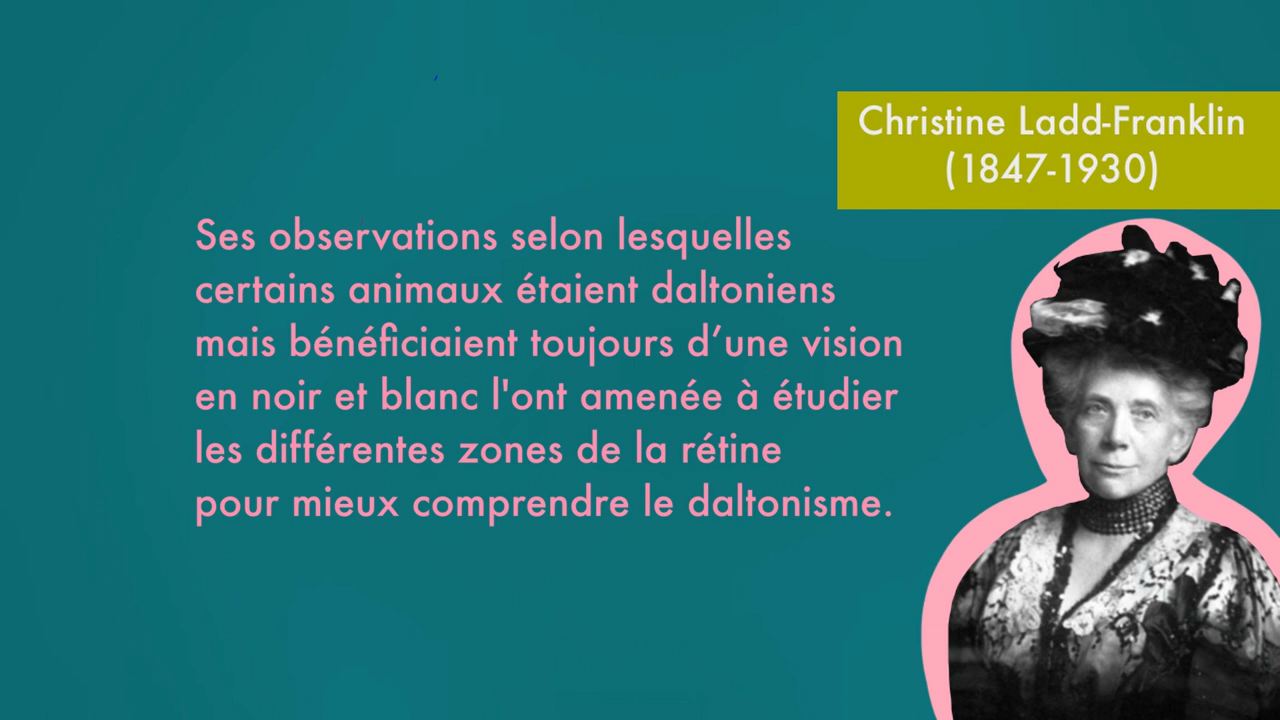 Christine Ladd-Franklin
(1847-1930)
Ses observations selon lesquelles
certains animaux étaient daltoniens
mais bénéficiaient toujours d’une vision
en noir et blanc l'ont amenée à étudier
les différentes zones de la rétine
pour mieux comprendre le daltonisme.